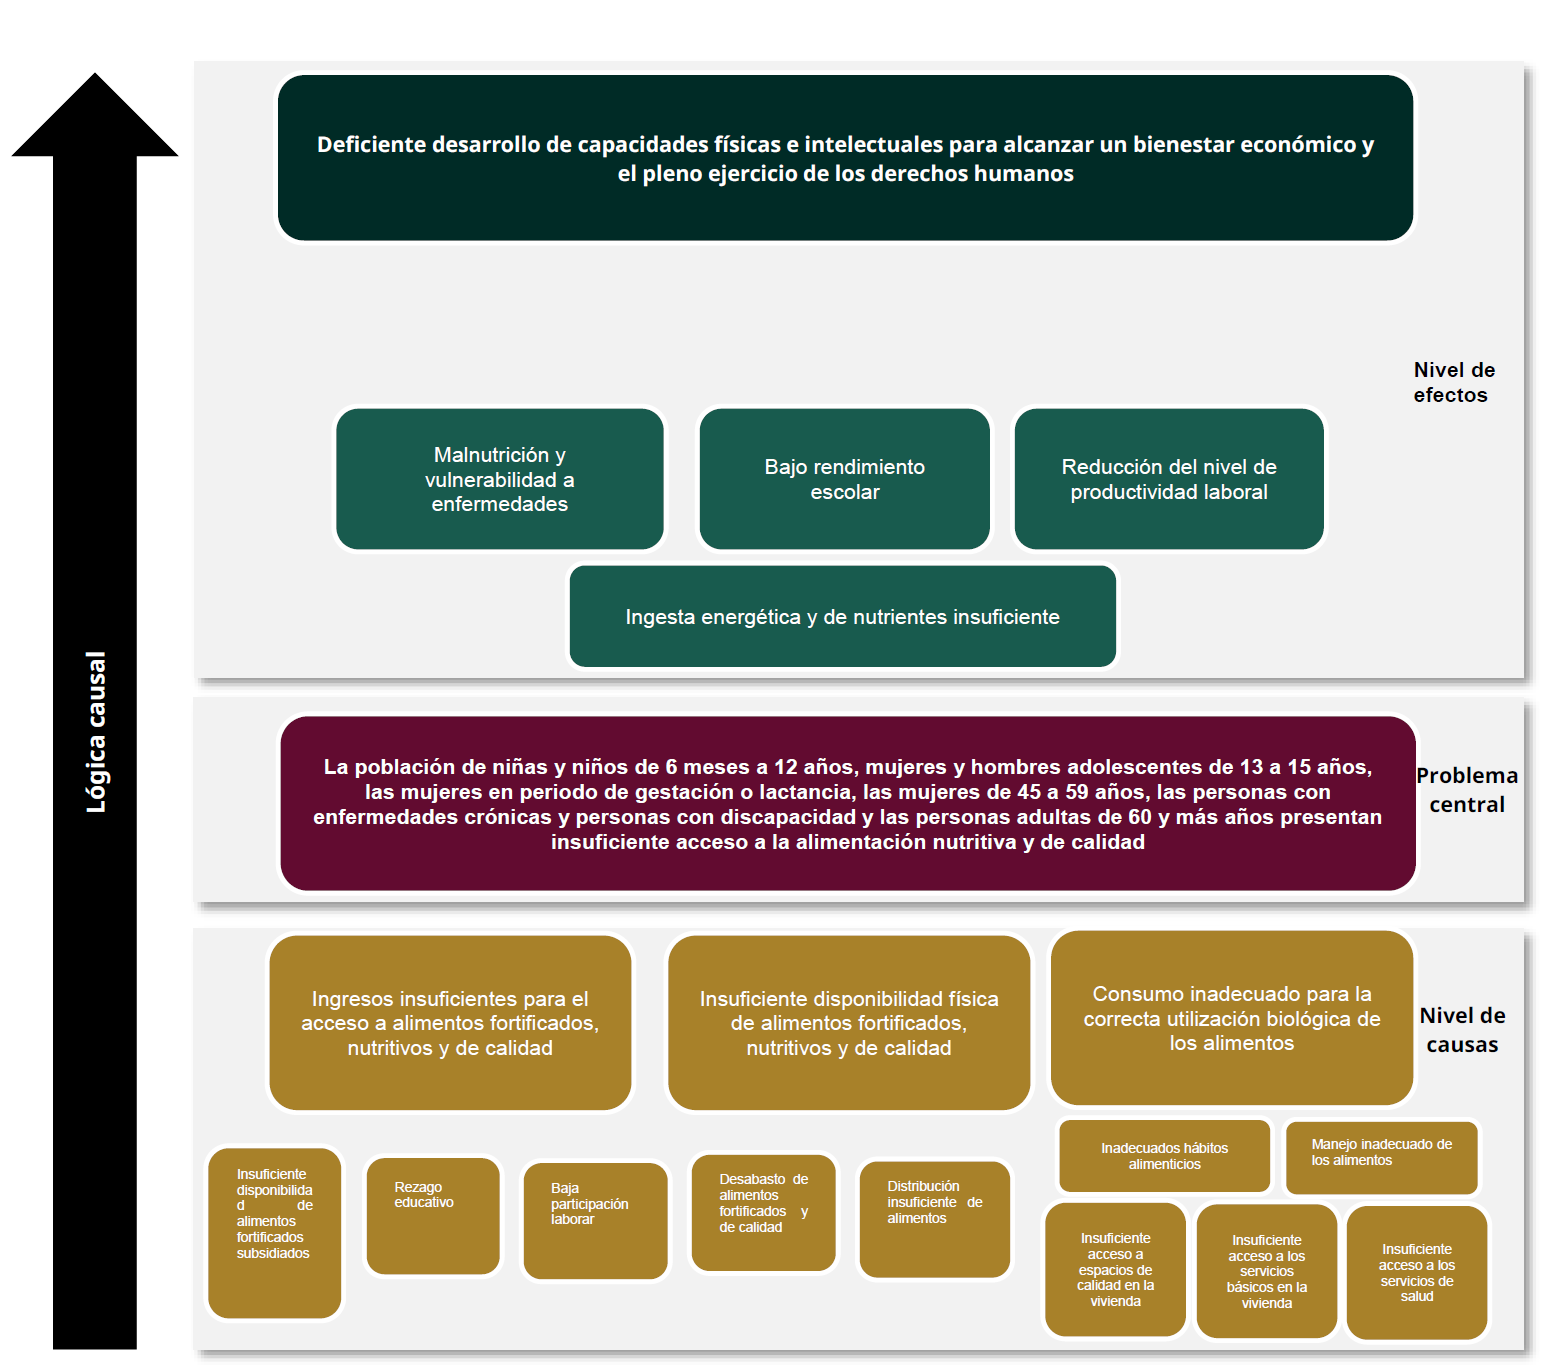 Deficiente desarrollo de capacidades físicas e intelectuales para alcanzar un bienestar económico y
el pleno ejercicio de los derechos humanos
Nivel de
efectos
Malnutrición y
vulnerabilidad a
enfermedades
Bajo rendimiento
escolar
Reducción del nivel de
productividad laboral
Ingesta energética y de nutrientes insuficiente
Lógica causal
La población de niñas y niños de 6 meses a 12 años, mujeres y hombres adolescentes de 13 a 15 años,
las mujeres en periodo de gestación o lactancia, las mujeres de 45 a 59 años, las personas con
enfermedades crónicas y personas con discapacidad y las personas adultas de 60 y más años presentan
insuficiente acceso a la alimentación nutritiva y de calidad
Problema
central
Ingresos insuficientes para el
acceso a alimentos fortificados,
nutritivos y de calidad
Insuficiente disponibilidad física
de alimentos fortificados,
nutritivos y de calidad
Consumo inadecuado para la
correcta utilización biológica de
los alimentos
Nivel de
causas
Insuficiente
disponibilida
d de
alimentos
fortificados
subsidiados
Rezago
educativo
Baja
participación
laborar
Desabasto de
alimentos
fortificados y
de calidad
Distribución
insuficiente de
alimentos
Inadecuados hábitos
alimenticios
Manejo inadecuado de
los alimentos
Insuficiente
acceso a
espacios de
calidad en la
vivienda
Insuficiente
acceso a los
servicios
básicos en la
vivienda
Insuficiente
acceso a los
servicios de
salud